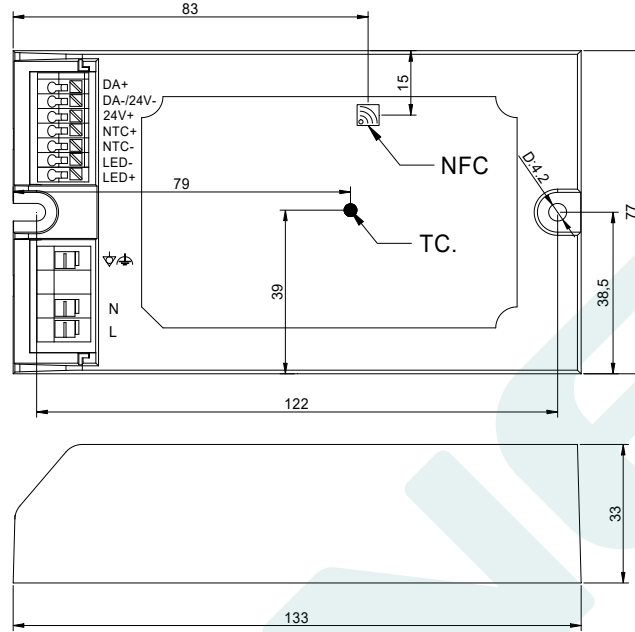 83
DA+
DA-/24V-
24V+
NTC+
NTC-
LED-
LED+
15
NFC
D:4.2
79
TC.
77
39
38,5
N
L
122
33
133